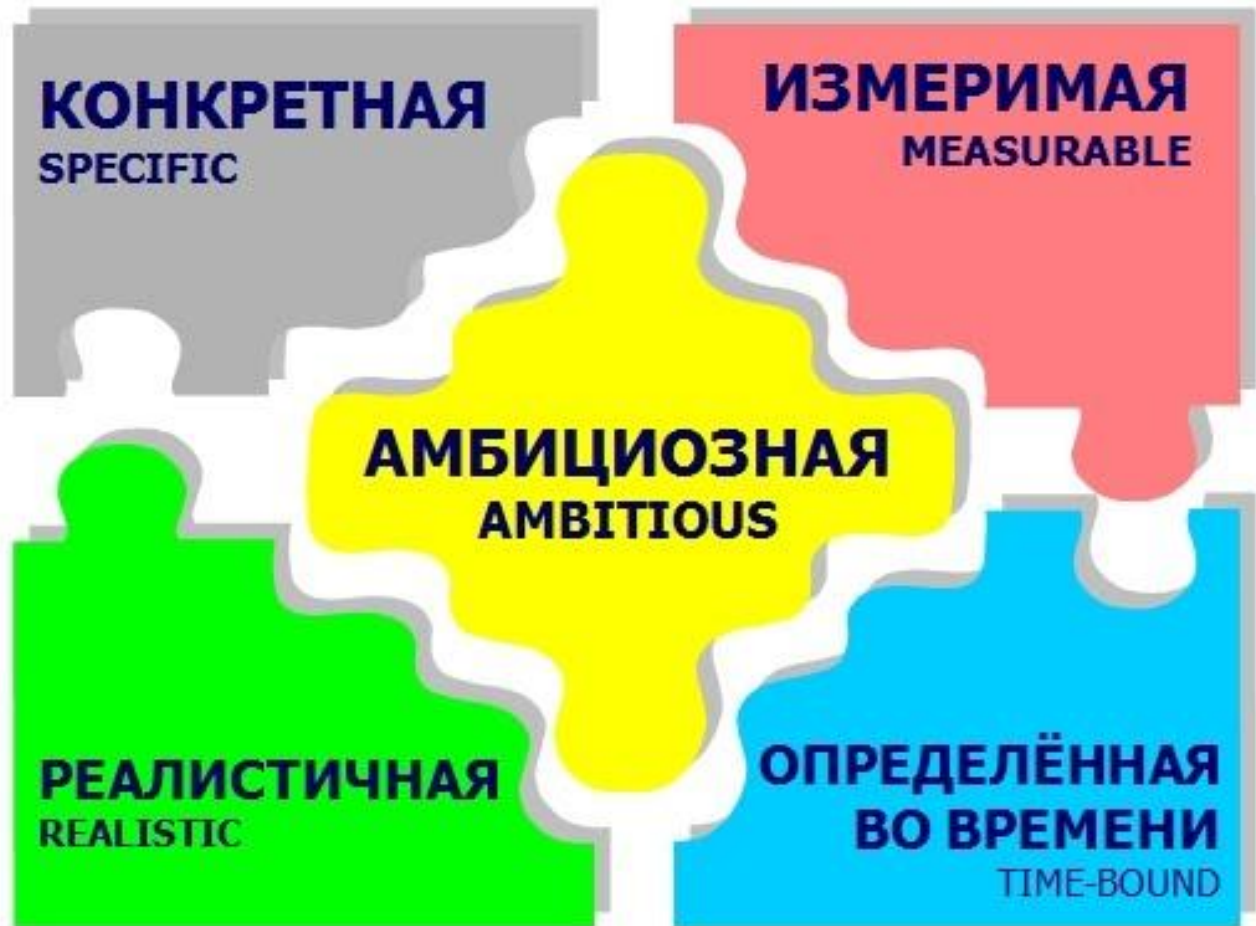 КОНКРЕТНАЯ
SPECIFIC
ИЗМЕРИМАЯ
MEASURABLE
АМБИЦИОЗНАЯ
AMBITIOUS
РЕАЛИСТИЧНАЯ
REALISTIC
ОПРЕДЕЛЁННАЯ
ВО ВРЕМЕНИ
TIME-BOUND